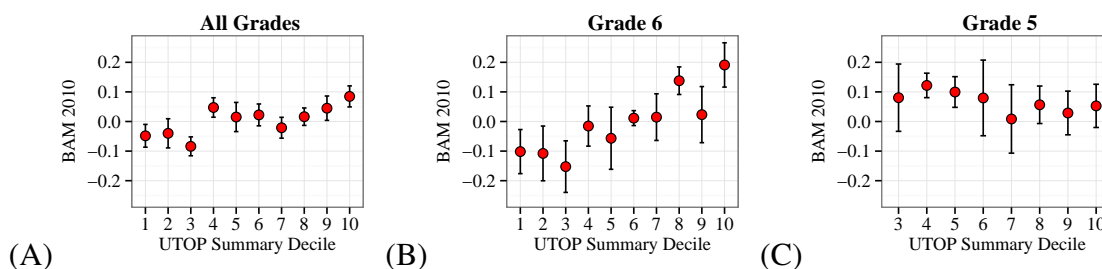 All Grades
BAM 2010
0.2
0.1
0.0
−0.1
−0.2
1 2 3 4 5 6 7 8 9 10
UTOP Summary Decile
(A)
Grade 6
BAM 2010
0.2
0.1
0.0
−0.1
−0.2
1 2 3 4 5 6 7 8 9 10
UTOP Summary Decile
(B)
Grade 5
BAM 2010
0.2
0.1
0.0
−0.1
−0.2
3 4 5 6 7 8 9 10
UTOP Summary Decile
(C)